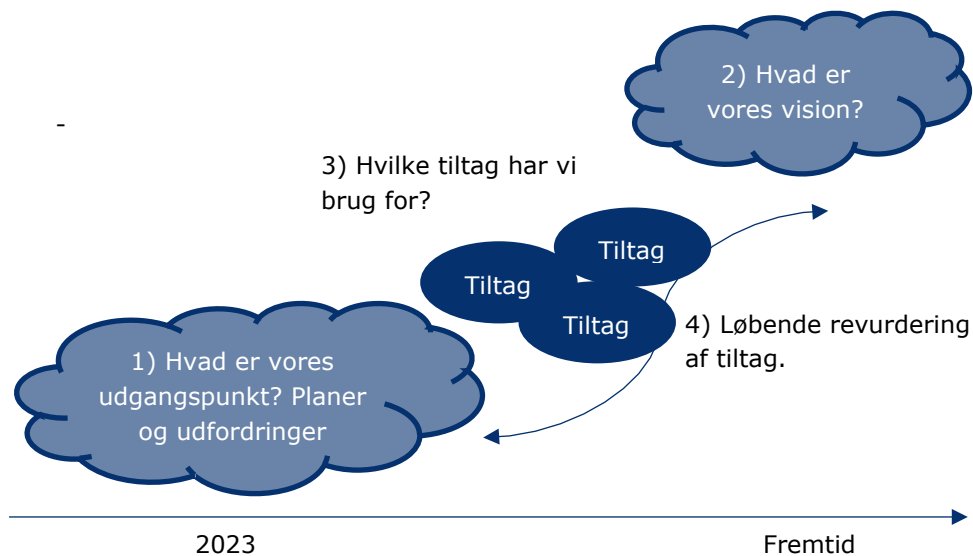 2) Hvad er
vores vision?
-
3) Hvilke tiltag har vi
brug for?
Tiltag
Tiltag
Tiltag
4) Løbende revurdering
af tiltag.
1) Hvad er vores
udgangspunkt? Planer
og udfordringer
2023
Fremtid